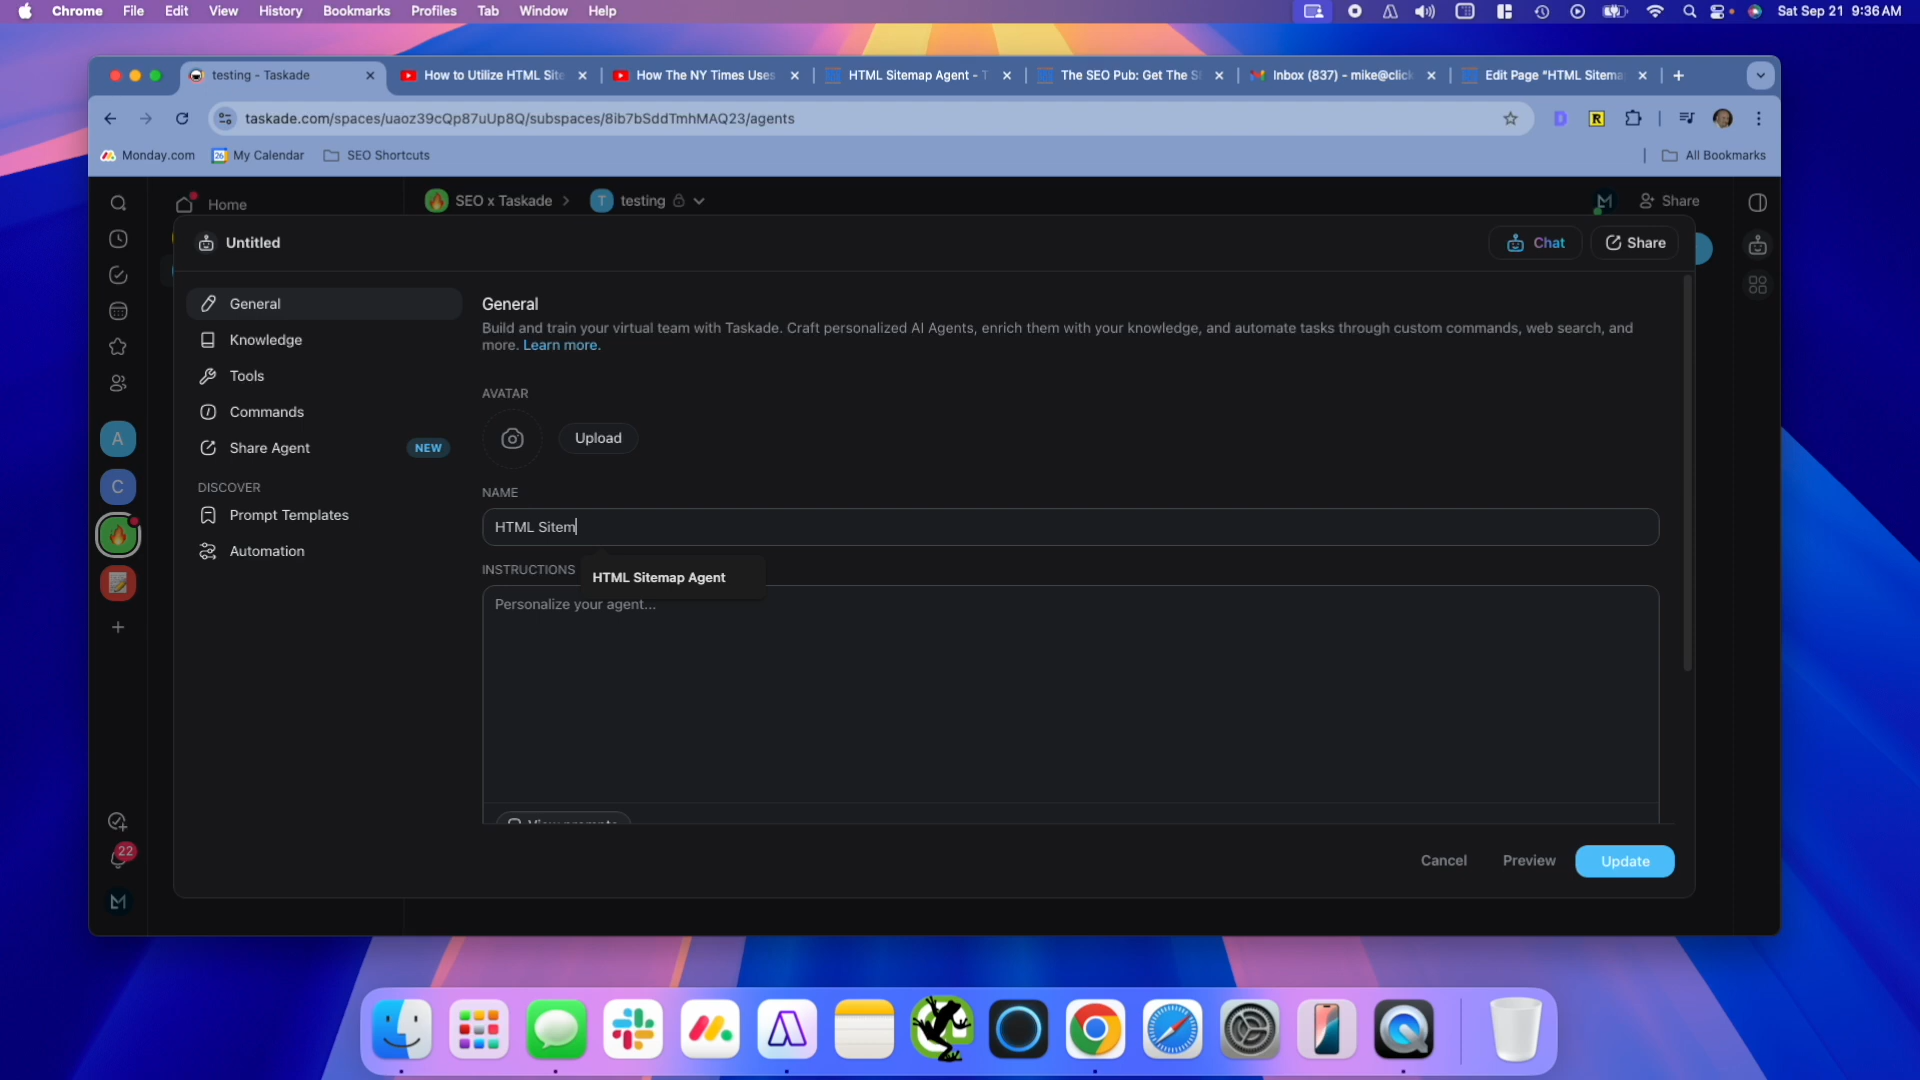 Chrome File Edit View History Bookmarks Profiles Tab Window Help Sat Sep 21 9:36 AM
testing - Taskade How to Utilize HTML Site How The NY Times Uses HTML Sitemap Agent - T The SEO Pub: Get The S Inbox (837) - mike@click Edit Page "HTML Sitema
taskade.com/spaces/uaoz39cQp87uUp8Q/subspaces/8ib7bSddTmhMAQ23/agents
Monday.com 26 My Calendar SEO Shortcuts All Bookmarks
Home SEO x Taskade testing Share
Untitled Chat Share
General
Knowledge
Tools
Commands
Share Agent NEW
DISCOVER
Prompt Templates
Automation
General
Build and train your virtual team with Taskade. Craft personalized AI Agents, enrich them with your knowledge, and automate tasks through custom commands, web search, and
more. Learn more.
AVATAR
Upload
NAME
HTML Sitem
HTML Sitemap Agent
INSTRUCTIONS
Personalize your agent...
View prompts
Cancel Preview Update
A
C
22